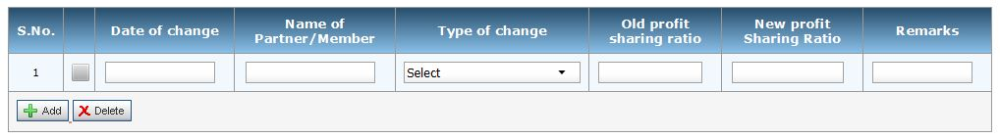 S.No.
Date of change
Name of
Partner/Member
Type of change
Old profit
sharing ratio
New profit
Sharing Ratio
Remarks
1
Select
Add
Delete